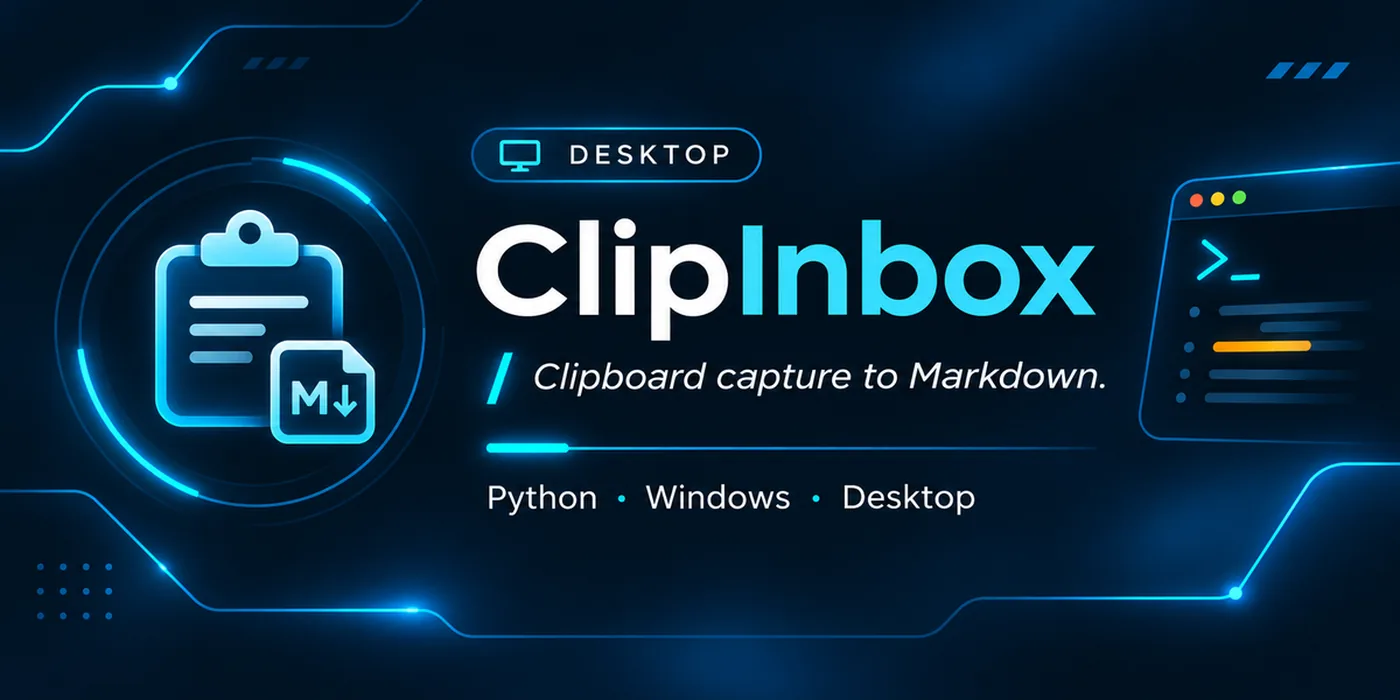 DESKTOP
ClipInbox
/ Clipboard capture to Markdown.
M↓
>_
Python • Windows • Desktop